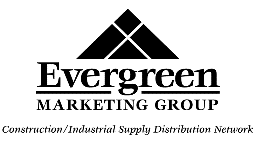 Evergreen
MARKETING GROUP
Construction/Industrial Supply Distribution Network